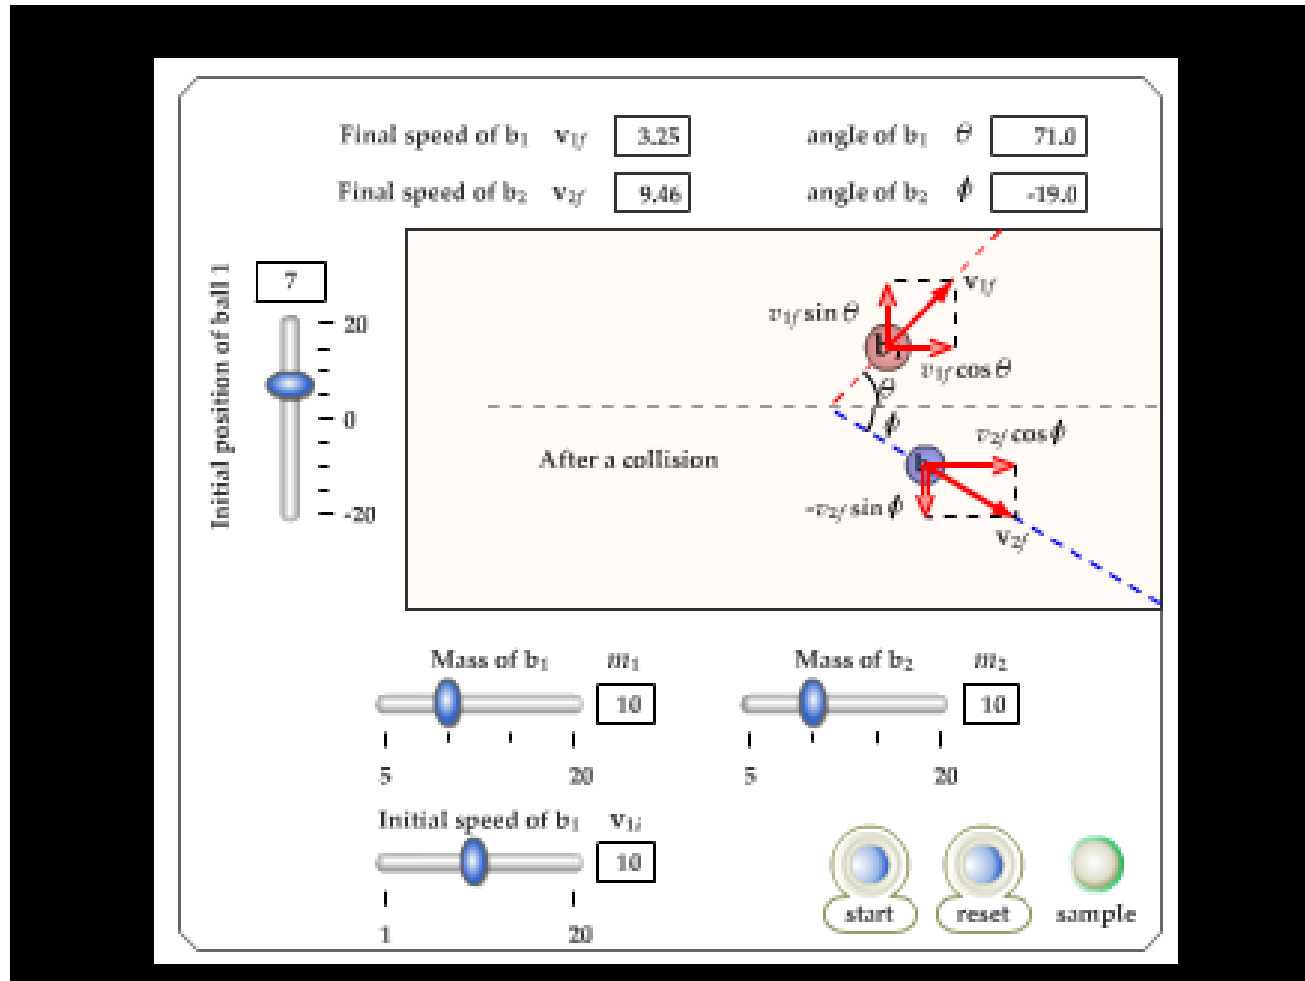 Final speed of b₁ v₁f 3.25 angle of b₁ θ 71.0
Final speed of b₂ v₂f 9.46 angle of b₂ ϕ -19.0
Initial position of ball 1
7
20
0
-20
v₁f
v₁f sin θ
b₁
v₁f cos θ
θ
ϕ
v₂f cos ϕ
After a collision
b
-v₂f sin ϕ
v₂f
Mass of b₁ m₁ 10
5 20
Mass of b₂ m₂ 10
5 20
Initial speed of b₁ v₁i 10
1 20
start reset sample